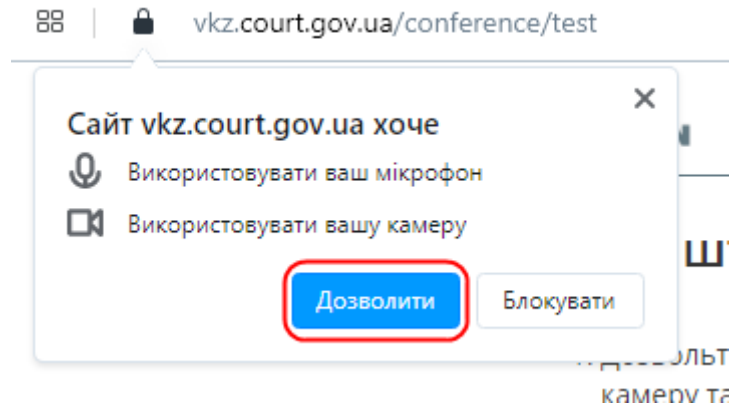 vkz.court.gov.ua/conference/test
Сайт vkz.court.gov.ua хоче
Використовувати ваш мікрофон
Використовувати вашу камеру
Дозволити Блокувати
камеру та